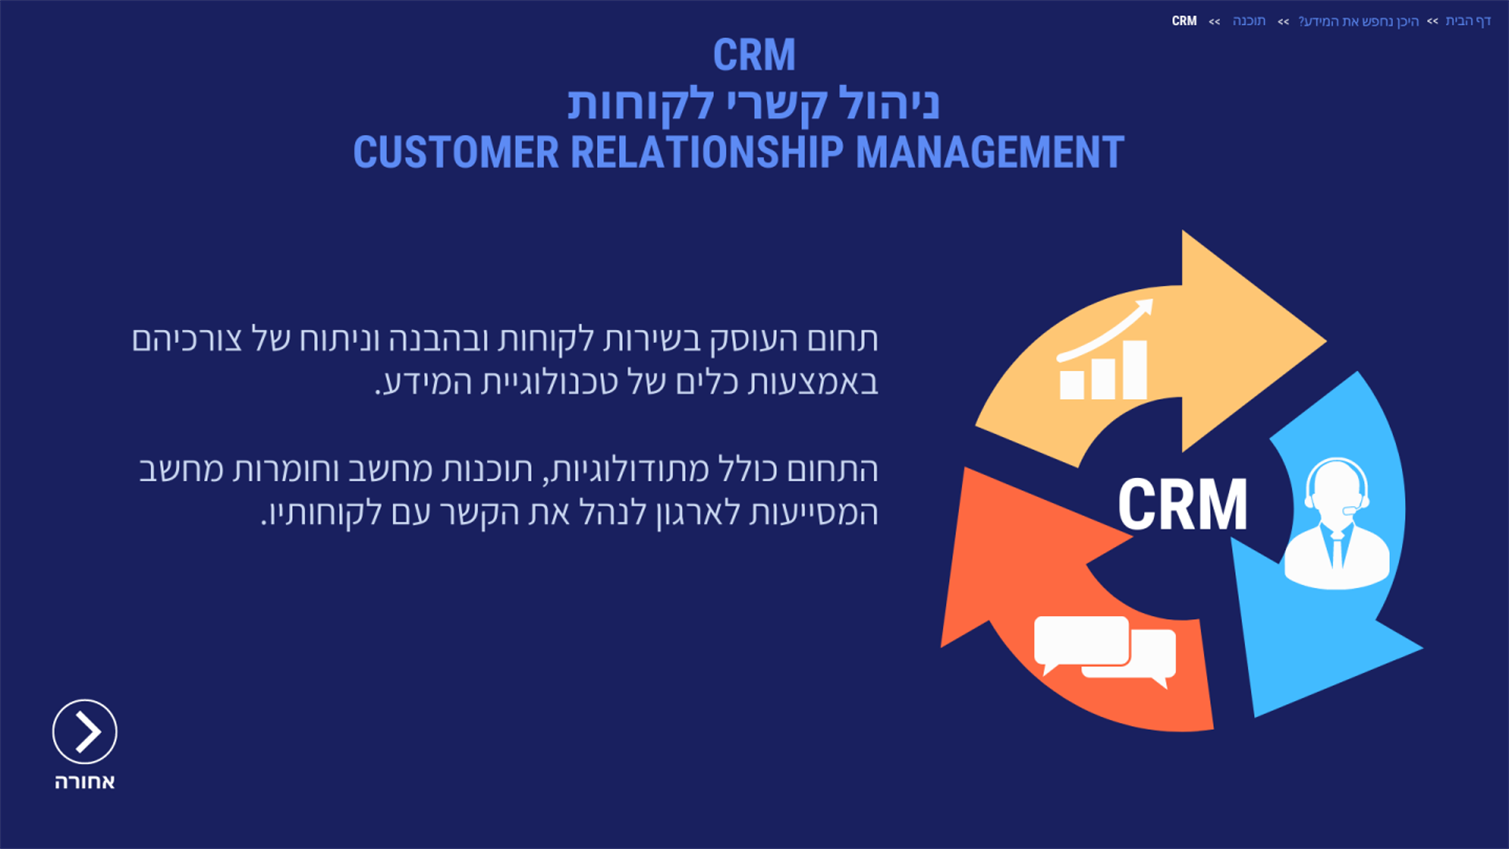 דף הבית >> היכן נחפש את המידע? >> תוכנה >> CRM
CRM
ניהול קשרי לקוחות
CUSTOMER RELATIONSHIP MANAGEMENT
תחום העוסק בשירות לקוחות ובהבנה וניתוח של צורכיהם
באמצעות כלים של טכנולוגיית המידע.
התחום כולל מתודולוגיות, תוכנות מחשב וחומרות מחשב
המסייעות לארגון לנהל את הקשר עם לקוחותיו.
CRM
אחורה